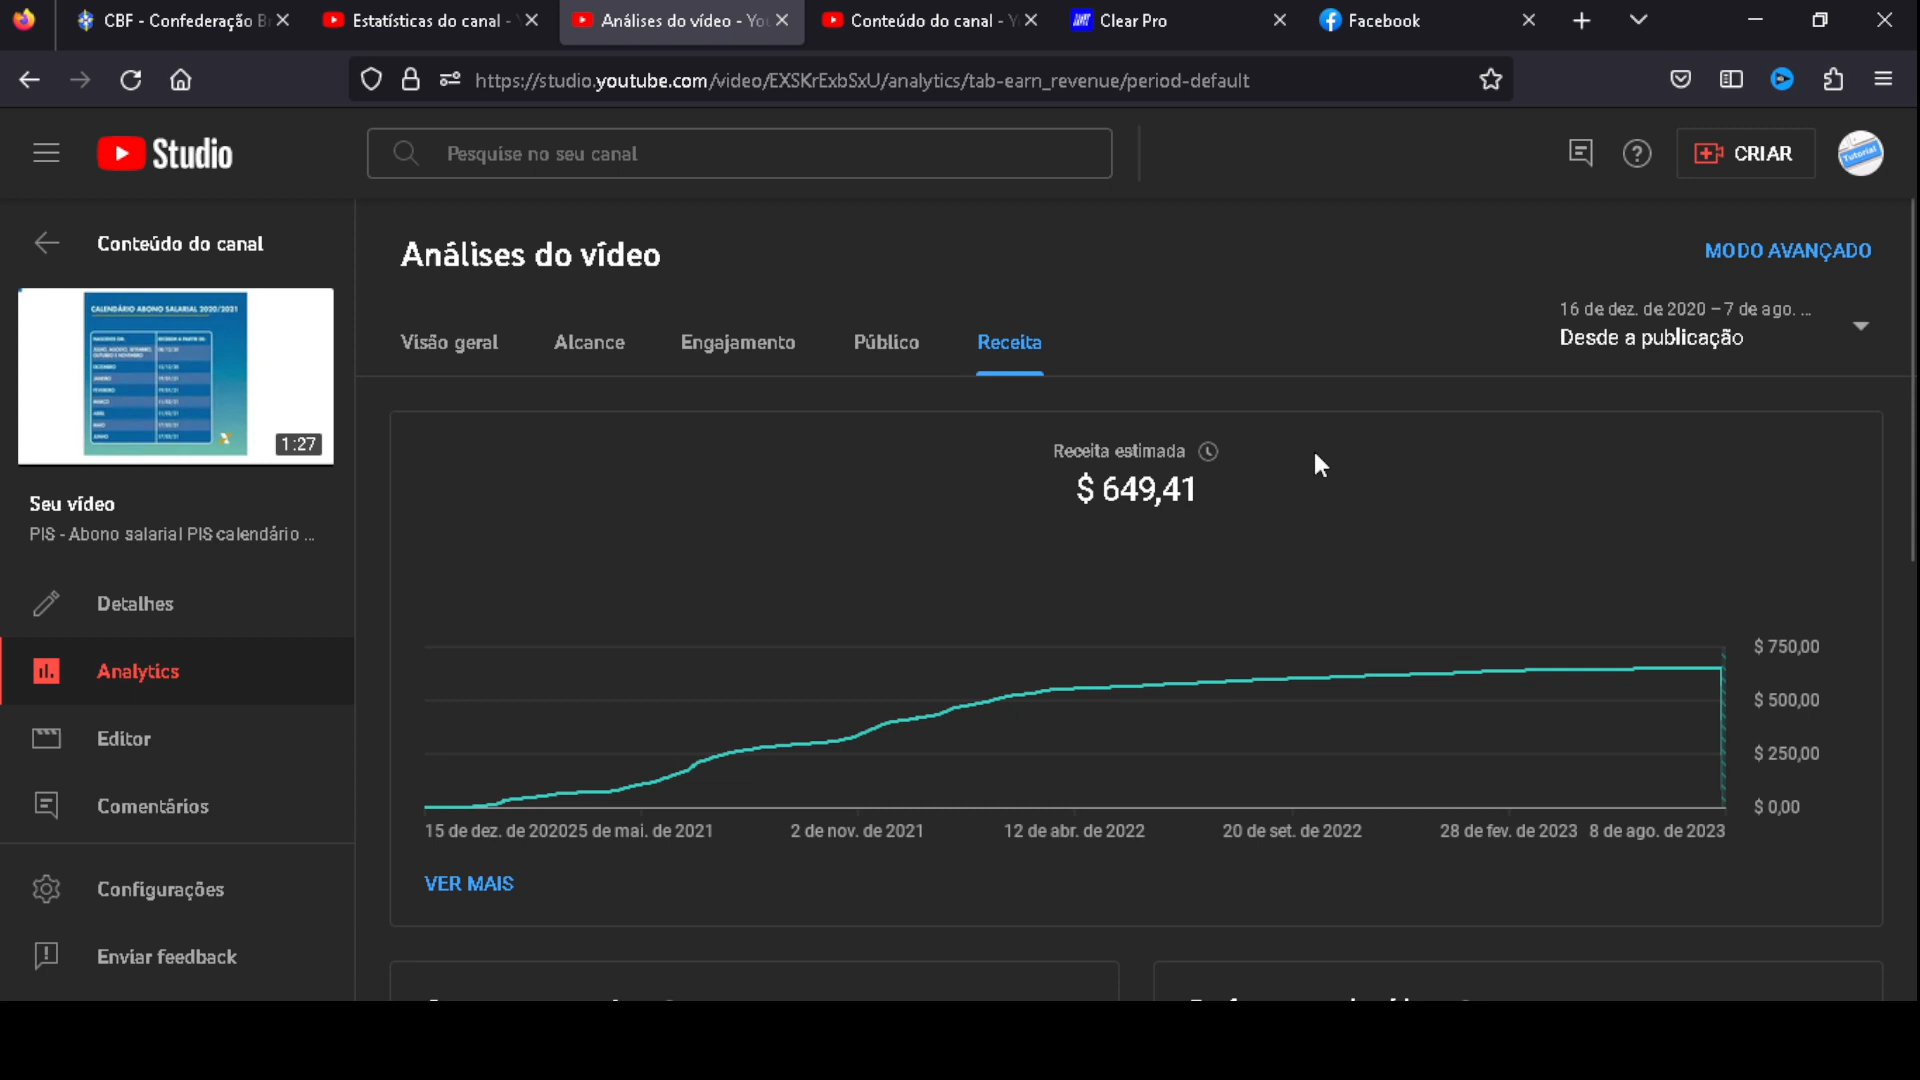 CBF - Confederação B
Estatísticas do canal -
Análises do vídeo - Yo
Conteúdo do canal - Y
Clear Pro
Facebook
https://studio.youtube.com/video/EXSKrExbSxU/analytics/tab-earn_revenue/period-default
Studio
Pesquise no seu canal
CRIAR
Tutorial
Conteúdo do canal
CALENDÁRIO ABONO SALARIAL 2020/2021
1:27
Seu vídeo
PIS - Abono salarial PIS calendário ...
Detalhes
Analytics
Editor
Comentários
Configurações
Enviar feedback
Análises do vídeo
MODO AVANÇADO
16 de dez. de 2020 – 7 de ago. ...
Desde a publicação
Visão geral
Alcance
Engajamento
Público
Receita
Receita estimada
$ 649,41
$ 750,00
$ 500,00
$ 250,00
$ 0,00
15 de dez. de 2020
25 de mai. de 2021
2 de nov. de 2021
12 de abr. de 2022
20 de set. de 2022
28 de fev. de 2023
8 de ago. de 2023
VER MAIS